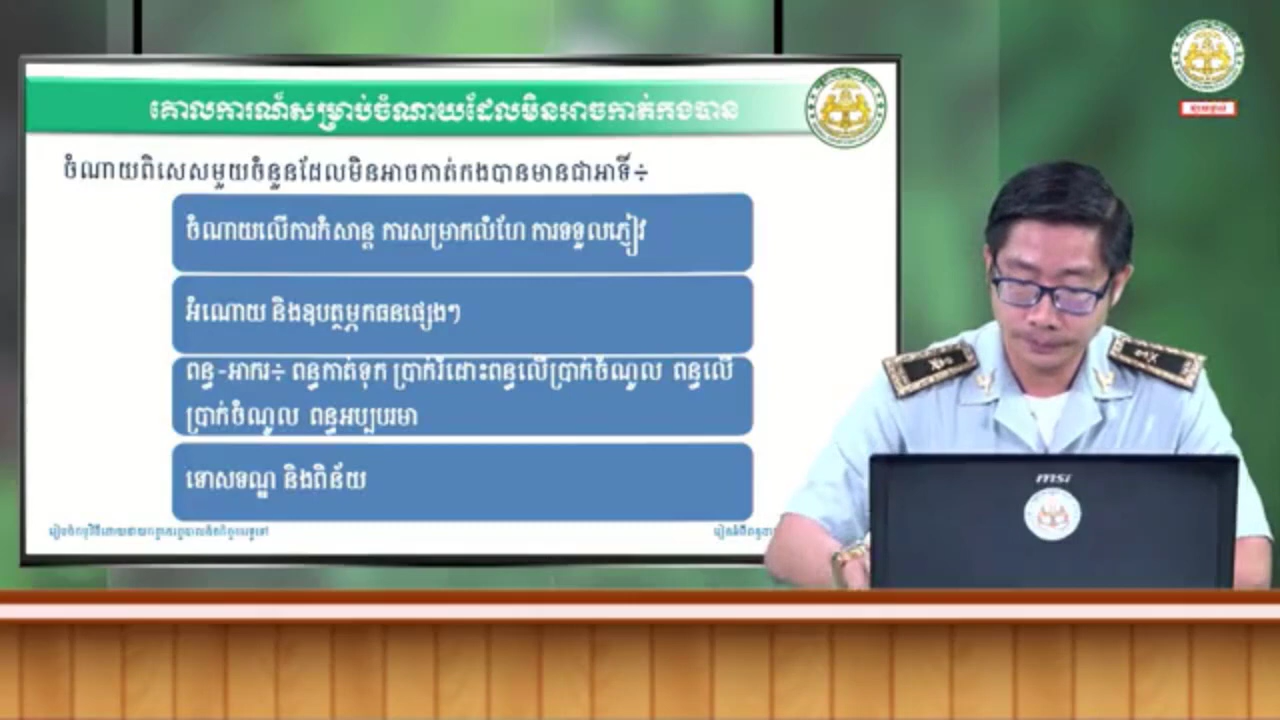 គោលការណ៍សម្រាប់ចំណាយដែលមិនអាចកាត់កងបាន
ចំណាយពិសេសមួយចំនួនដែលមិនអាចកាត់កងបានមានជាអាទិ៍÷
ចំណាយលើការកំសាន្ត ការសម្រាកលំហែ ការទទួលភ្ញៀវ
អំណោយ និងឧបត្ថម្ភកធនផ្សេងៗ
ពន្ធ-អាករ÷ ពន្ធកាត់ទុក ប្រាក់រំដោះពន្ធលើប្រាក់ចំណូល ពន្ធលើ
ប្រាក់ចំណូល ពន្ធអប្បបរមា
ទោសទណ្ឌ និងពិន័យ
msi